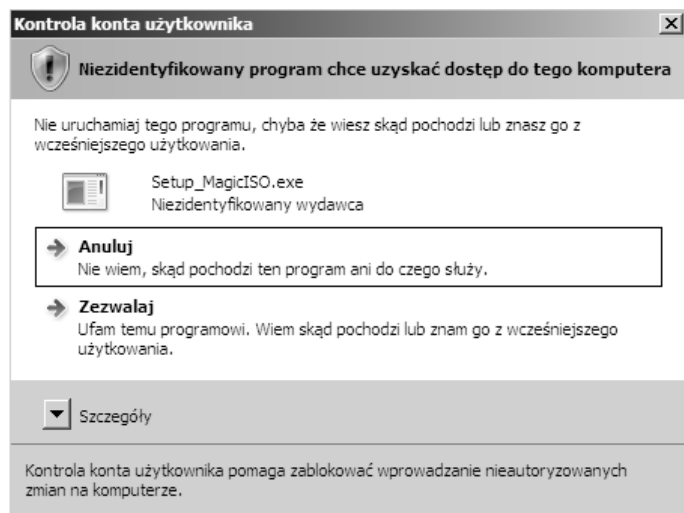 Kontrola konta użytkownika
Niezidentyfikowany program chce uzyskać dostęp do tego komputera
Nie uruchamiaj tego programu, chyba że wiesz skąd pochodzi lub znasz go z
wcześniejszego użytkowania.
Setup_MagicISO.exe
Niezidentyfikowany wydawca
Anuluj
Nie wiem, skąd pochodzi ten program ani do czego służy.
Zezwalaj
Ufam temu programowi. Wiem skąd pochodzi lub znam go z wcześniejszego
użytkowania.
Szczegóły
Kontrola konta użytkownika pomaga zablokować wprowadzanie nieautoryzowanych
zmian na komputerze.